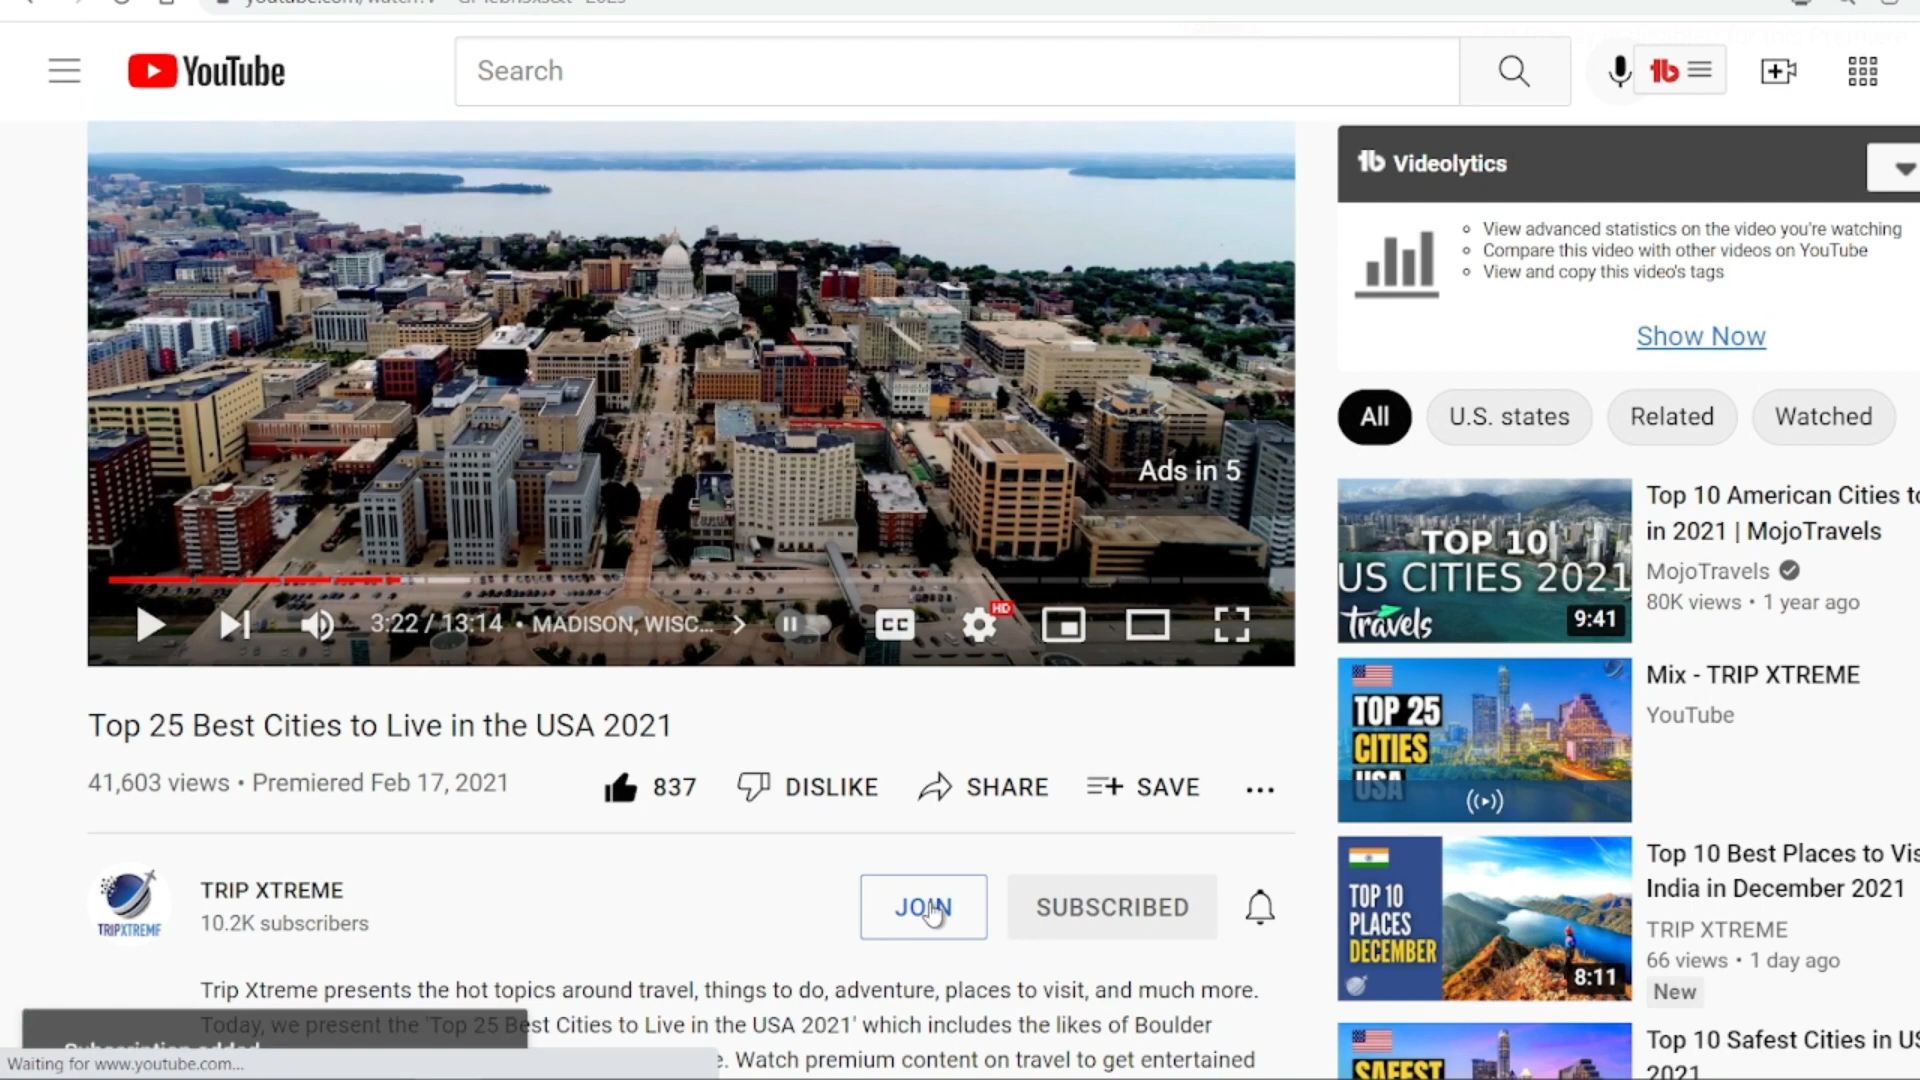 YouTube
Search
Videolytics
View advanced statistics on the video you're watching
Compare this video with other videos on YouTube
View and copy this video's tags
Show Now
All
U.S. states
Related
Watched
Ads in 5
3:22 / 13:14 • MADISON, WISC...
CC
HD
Top 25 Best Cities to Live in the USA 2021
41,603 views • Premiered Feb 17, 2021
837
DISLIKE
SHARE
SAVE
TRIPXTREME
TRIP XTREME
10.2K subscribers
JOIN
SUBSCRIBED
Trip Xtreme presents the hot topics around travel, things to do, adventure, places to visit, and much more.
Today, we present the 'Top 25 Best Cities to Live in the USA 2021' which includes the likes of Boulder
Watch premium content on travel to get entertained
Subscription added
Waiting for www.youtube.com...
TOP 10
US CITIES 2021
travels
9:41
Top 10 American Cities to
in 2021 | MojoTravels
MojoTravels
80K views • 1 year ago
TOP 25
CITIES
USA
Mix - TRIP XTREME
YouTube
TOP 10
PLACES
DECEMBER
8:11
Top 10 Best Places to Vis
India in December 2021
TRIP XTREME
66 views • 1 day ago
New
SAFEST
Top 10 Safest Cities in US
2021